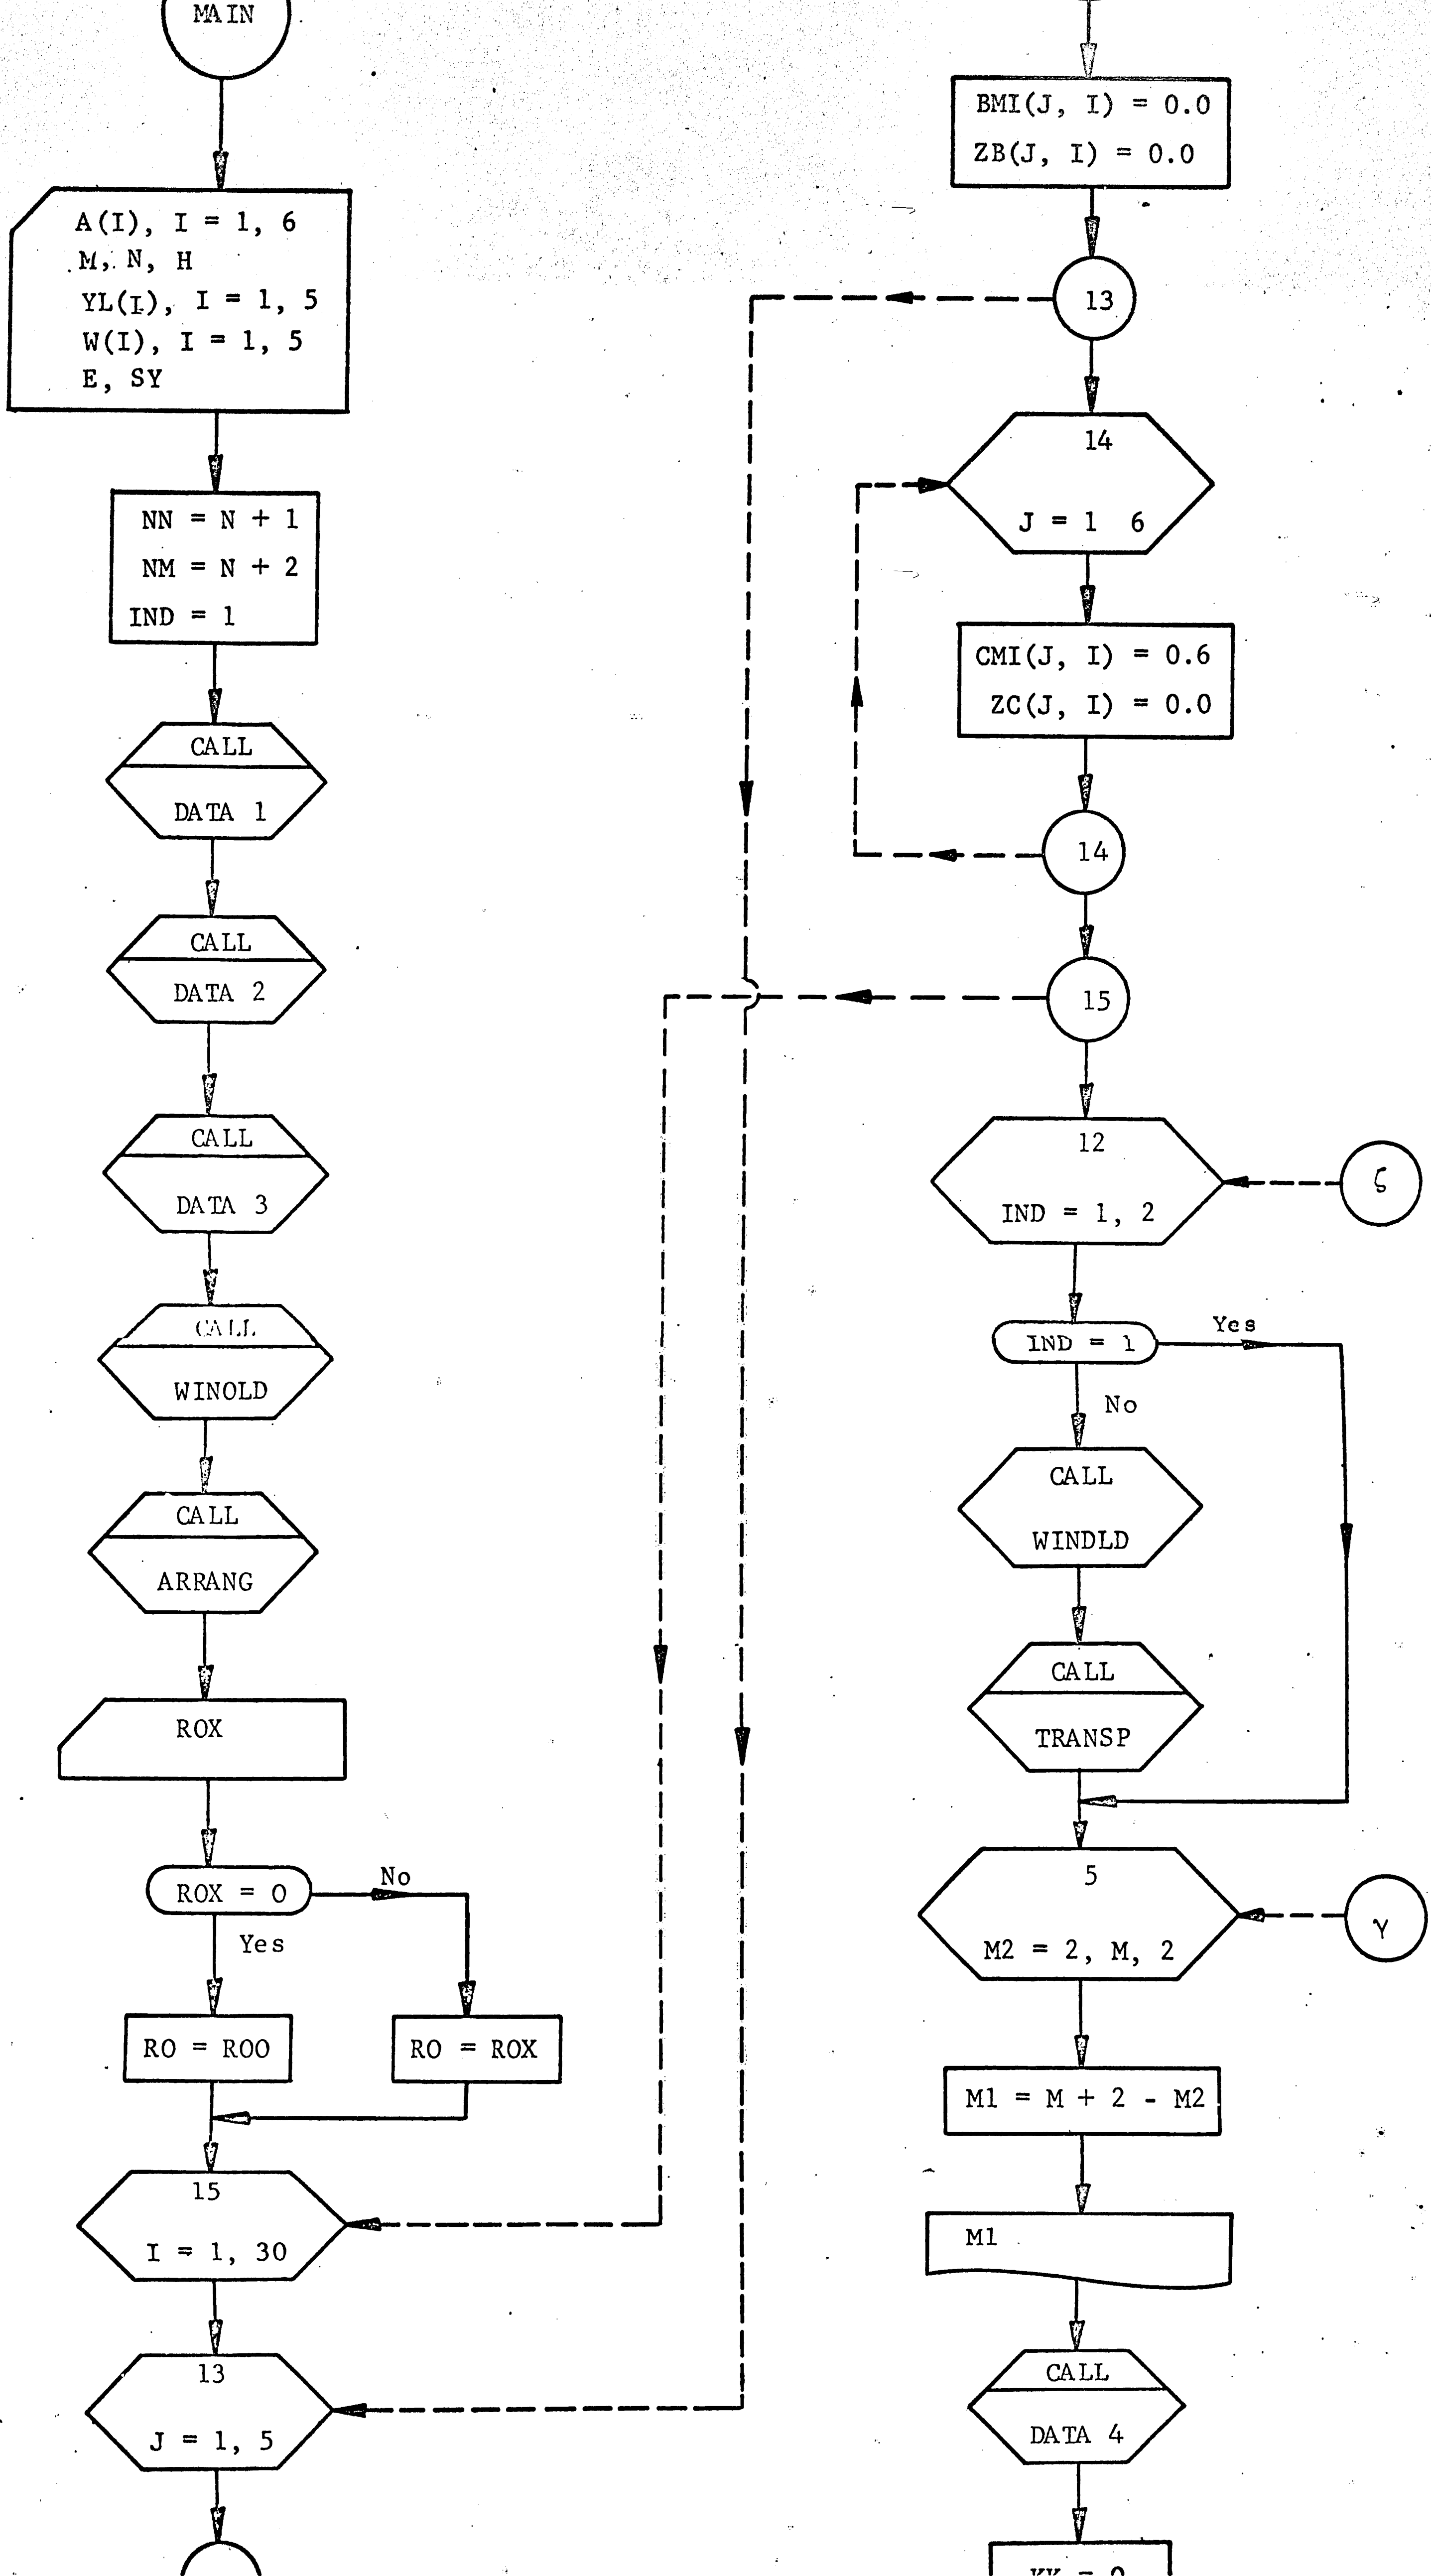 MAIN
A(I), I = 1, 6
M, N, H
YL(I), I = 1, 5
W(I), I = 1, 5
E, SY
NN = N + 1
NM = N + 2
IND = 1
CALL
DATA 1
CALL
DATA 2
CALL
DATA 3
CALL
WINOLD
CALL
ARRANG
ROX
ROX = 0
No
Yes
RO = ROO
RO = ROX
15
I = 1, 30
13
J = 1, 5
BMI(J, I) = 0.0
ZB(J, I) = 0.0
13
14
J = 1 6
CMI(J, I) = 0.6
ZC(J, I) = 0.0
14
15
12
IND = 1, 2
ζ
IND = 1
Yes
No
CALL
WINDLD
CALL
TRANSP
5
M2 = 2, M, 2
γ
M1 = M + 2 - M2
M1
CALL
DATA 4